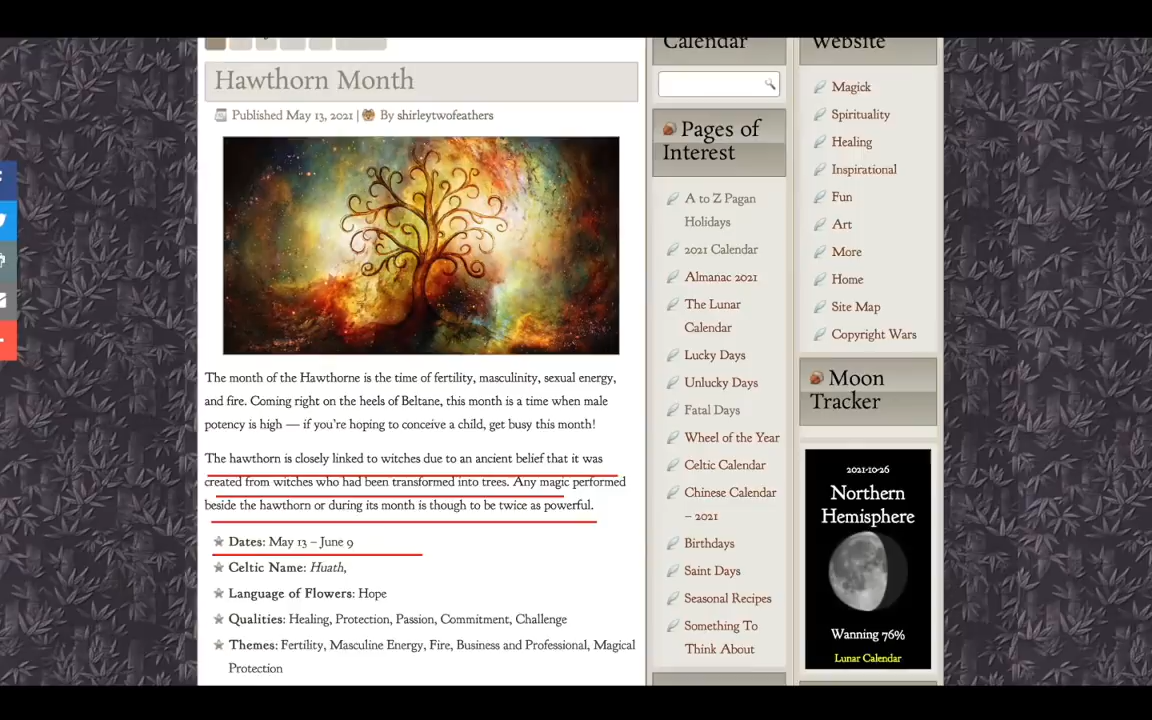 Hawthorn Month
Published May 13, 2021 | By shirleytwofeathers
The month of the Hawthorne is the time of fertility, masculinity, sexual energy,
and fire. Coming right on the heels of Beltane, this month is a time when male
potency is high — if you're hoping to conceive a child, get busy this month!
The hawthorn is closely linked to witches due to an ancient belief that it was
created from witches who had been transformed into trees. Any magic performed
beside the hawthorn or during its month is though to be twice as powerful.
Dates: May 13 – June 9
Celtic Name: Huath,
Language of Flowers: Hope
Qualities: Healing, Protection, Passion, Commitment, Challenge
Themes: Fertility, Masculine Energy, Fire, Business and Professional, Magical
Protection
Calendar
Pages of
Interest
A to Z Pagan
Holidays
2021 Calendar
Almanac 2021
The Lunar
Calendar
Lucky Days
Unlucky Days
Fatal Days
Wheel of the Year
Celtic Calendar
Chinese Calendar
– 2021
Birthdays
Saint Days
Seasonal Recipes
Something To
Think About
Website
Magick
Spirituality
Healing
Inspirational
Fun
Art
More
Home
Site Map
Copyright Wars
Moon
Tracker
2021-10-26
Northern
Hemisphere
Wanning 76%
Lunar Calendar